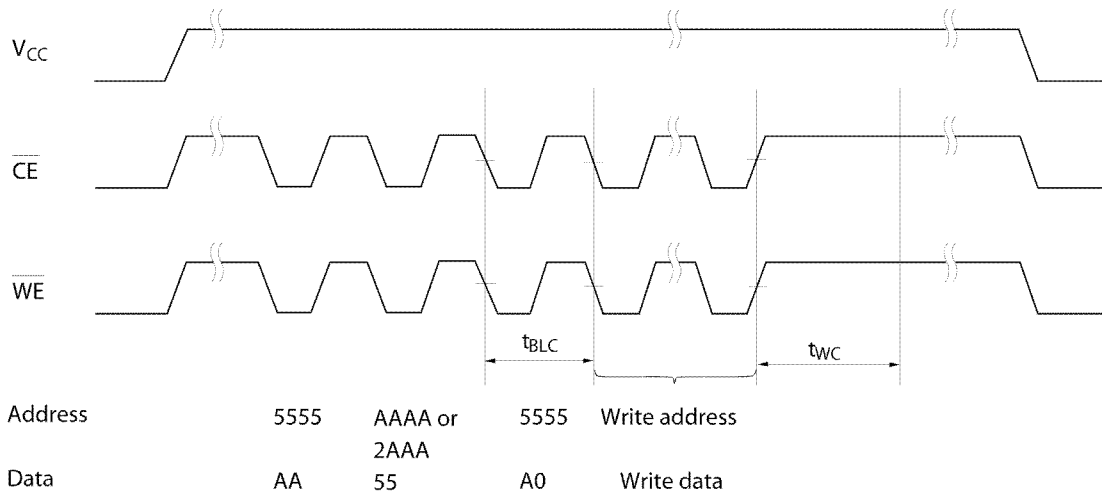 VCC
CE
WE
tBLC
tWC
Address 5555 AAAA or 5555 Write address
2AAA
Data AA 55 A0 Write data